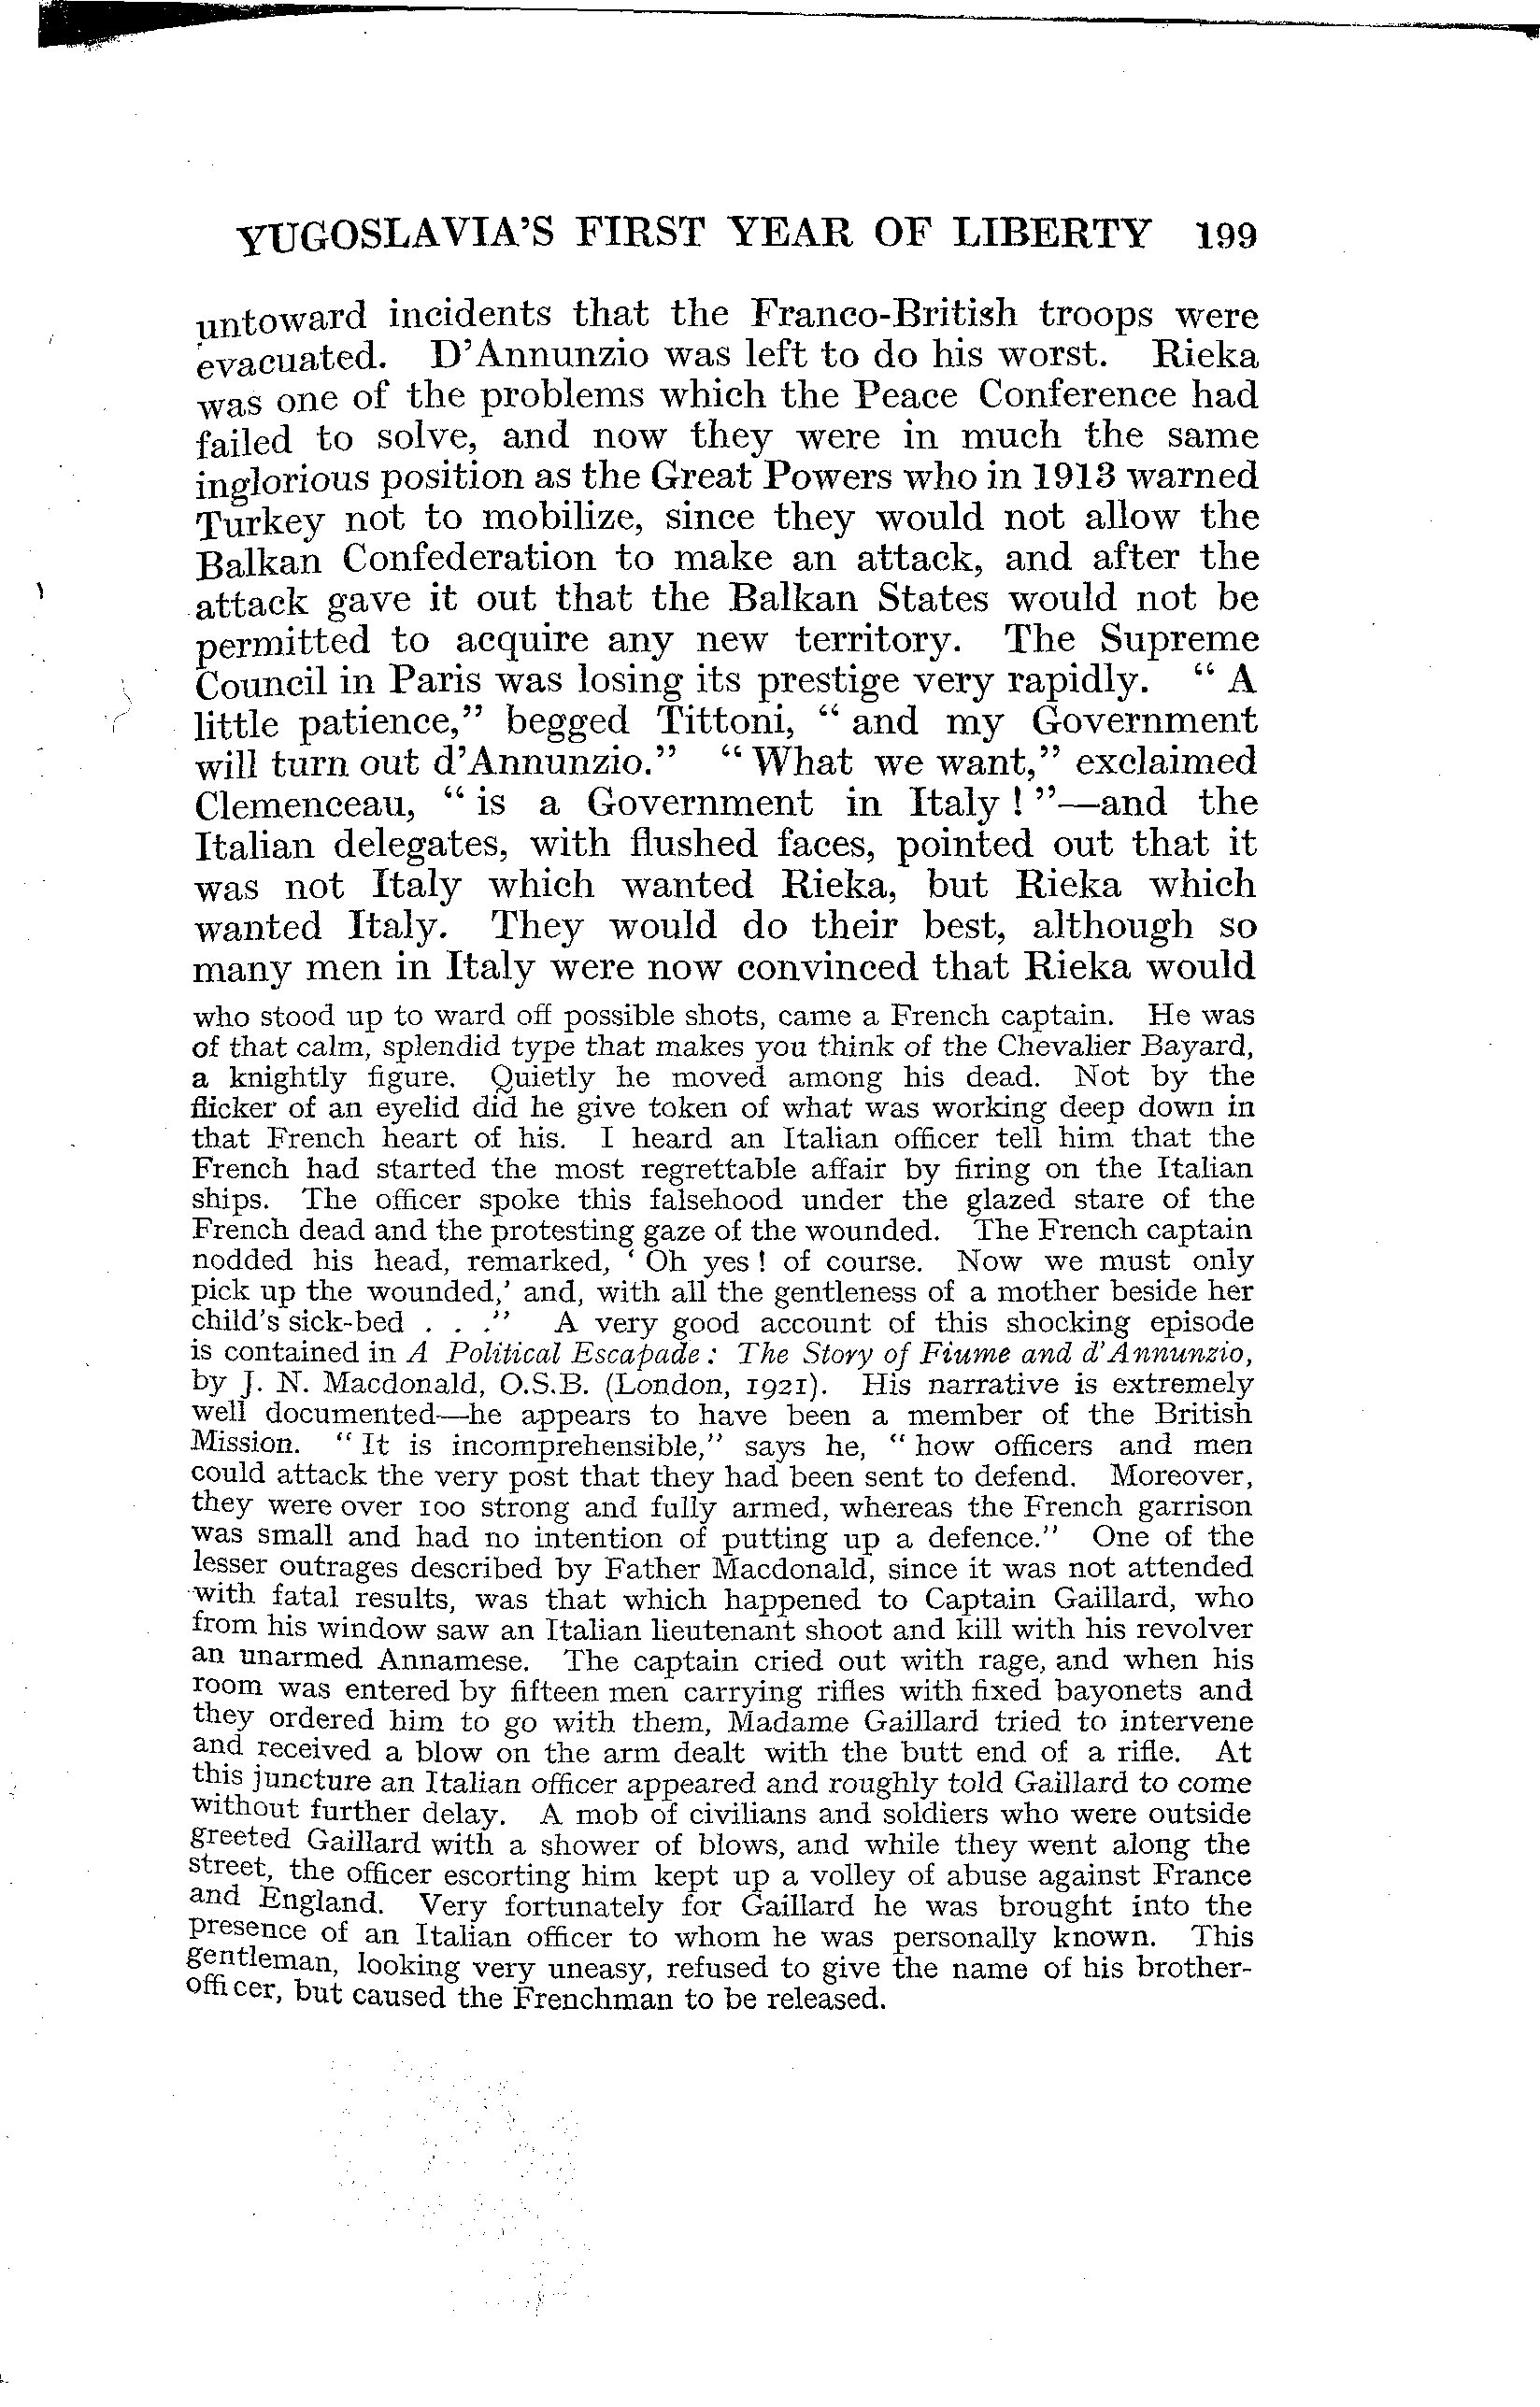 YUGOSLAVIA'S FIRST YEAR OF LIBERTY 199
untoward incidents that the Franco-British troops were
evacuated. D'Annunzio was left to do his worst. Rieka
was one of the problems which the Peace Conference had
failed to solve, and now they were in much the same
inglorious position as the Great Powers who in 1913 warned
Turkey not to mobilize, since they would not allow the
Balkan Confederation to make an attack, and after the
attack gave it out that the Balkan States would not be
permitted to acquire any new territory. The Supreme
Council in Paris was losing its prestige very rapidly. " A
little patience," begged Tittoni, " and my Government
will turn out d'Annunzio." " What we want," exclaimed
Clemenceau, " is a Government in Italy ! "—and the
Italian delegates, with flushed faces, pointed out that it
was not Italy which wanted Rieka, but Rieka which
wanted Italy. They would do their best, although so
many men in Italy were now convinced that Rieka would
who stood up to ward off possible shots, came a French captain. He was
of that calm, splendid type that makes you think of the Chevalier Bayard,
a knightly figure. Quietly he moved among his dead. Not by the
flicker of an eyelid did he give token of what was working deep down in
that French heart of his. I heard an Italian officer tell him that the
French had started the most regrettable affair by firing on the Italian
ships. The officer spoke this falsehood under the glazed stare of the
French dead and the protesting gaze of the wounded. The French captain
nodded his head, remarked, ' Oh yes ! of course. Now we must only
pick up the wounded,' and, with all the gentleness of a mother beside her
child's sick-bed . . ." A very good account of this shocking episode
is contained in A Political Escapade : The Story of Fiume and d'Annunzio,
by J. N. Macdonald, O.S.B. (London, 1921). His narrative is extremely
well documented—he appears to have been a member of the British
Mission. " It is incomprehensible," says he, " how officers and men
could attack the very post that they had been sent to defend. Moreover,
they were over 100 strong and fully armed, whereas the French garrison
was small and had no intention of putting up a defence." One of the
lesser outrages described by Father Macdonald, since it was not attended
with fatal results, was that which happened to Captain Gaillard, who
from his window saw an Italian lieutenant shoot and kill with his revolver
an unarmed Annamese. The captain cried out with rage, and when his
room was entered by fifteen men carrying rifles with fixed bayonets and
they ordered him to go with them, Madame Gaillard tried to intervene
and received a blow on the arm dealt with the butt end of a rifle. At
this juncture an Italian officer appeared and roughly told Gaillard to come
without further delay. A mob of civilians and soldiers who were outside
greeted Gaillard with a shower of blows, and while they went along the
street, the officer escorting him kept up a volley of abuse against France
and England. Very fortunately for Gaillard he was brought into the
presence of an Italian officer to whom he was personally known. This
gentleman, looking very uneasy, refused to give the name of his brother-
officer, but caused the Frenchman to be released.